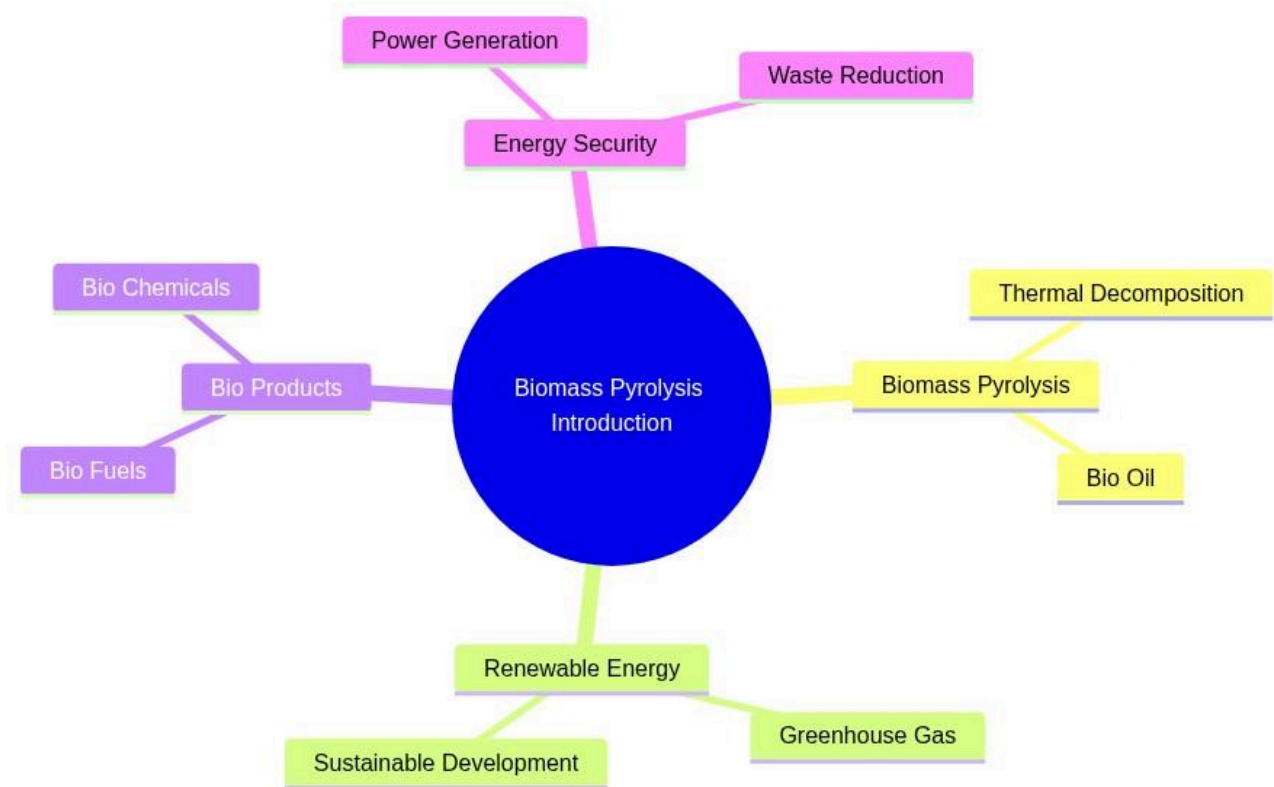 Power Generation
Waste Reduction
Energy Security
Bio Chemicals
Thermal Decomposition
Bio Products
Biomass Pyrolysis
Introduction
Biomass Pyrolysis
Bio Fuels
Bio Oil
Renewable Energy
Greenhouse Gas
Sustainable Development